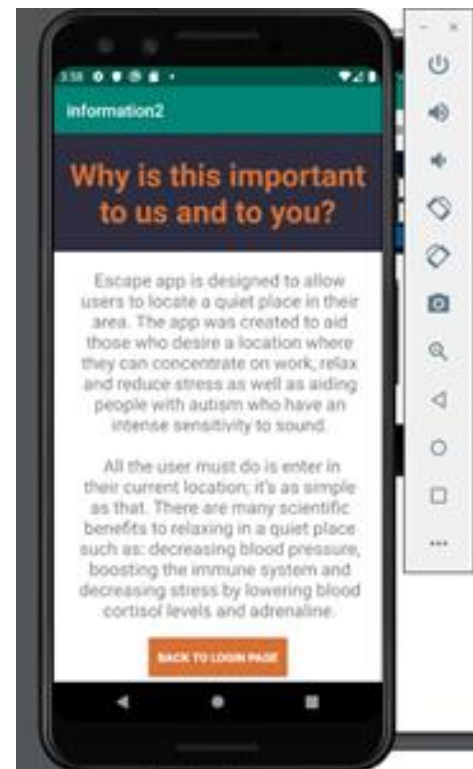 3:58
information2
Why is this important
to us and to you?
Escape app is designed to allow
users to locate a quiet place in their
area. The app was created to aid
those who desire a location where
they can concentrate on work, relax
and reduce stress as well as aiding
people with autism who have an
intense sensitivity to sound.
All the user must do is enter in
their current location; it's as simple
as that. There are many scientific
benefits to relaxing in a quiet place
such as: decreasing blood pressure,
boosting the immune system and
decreasing stress by lowering blood
cortisol levels and adrenaline.
BACK TO LOGIN PAGE